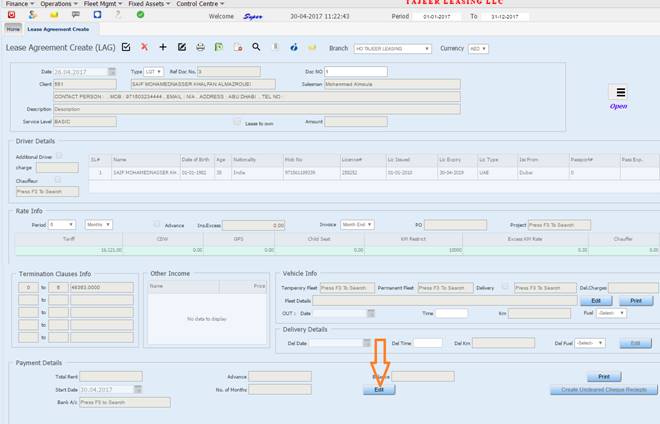 Finance Operations Fleet Mgmt Fixed Assets Control Centre TAJEER LEASING LLC
Welcome Super 30-04-2017 11:22:43 Period 01-01-2017 To 31-12-2017
Home Lease Agreement Create
Lease Agreement Create (LAG) Branch HO TAJEER LEASING Currency AED
Date 26.04.2017 Type LGT Ref Doc No. 3 Doc NO 1
Client 551 SAIF MOHAMEDNASSER KHALFAN ALMAZROUEI Salesman Mohammad Almoula
CONTACT PERSON : , MOB : 971503234444 , EMAIL : N/A , ADDRESS : ABU DHABI , TEL NO :
Open
Description Description
Service Level BASIC Lease to own Amount
Driver Details
Additional Driver
charge
Chauffeur
Press F3 To Search
SL# Name Date of Birth Age Nationality Mob No License# Lic Issued Lic Expiry Lic Type Iss From Passport# Pass Exp.
1 SAIF MOHAMEDNASSER KH 01-01-1982 35 India 971561199339 258252 01-01-2010 30-04-2019 UAE Dubai 0
Rate Info
Period 6 Months Advance Ins.Excess 0.00 Invoice Month End PO Project Press F3 To Search
Tariff CDW GPS Child Seat KM Restrict Excess KM Rate Chauffer
16,121.00 0.00 0.00 0.00 10000 0.30 0.00
Termination Clauses Info
0 to 6 48363.0000
to
to
to
to
Other Income
Name Price
No data to display
Vehicle Info
Temporary Fleet Press F3 To Search Permanent Fleet Press F3 To Search Delivery Del.Charges
Fleet Details Edit Print
OUT : Date Time Km Fuel -Select-
Delivery Details
Del Date Del Time Del Km Del Fuel -Select- Edit
Payment Details
Total Rent Advance Balance Print
Start Date 30.04.2017 No. of Months Edit Create Uncleared Cheque Reciepts
Bank A/c Press F3 to Search